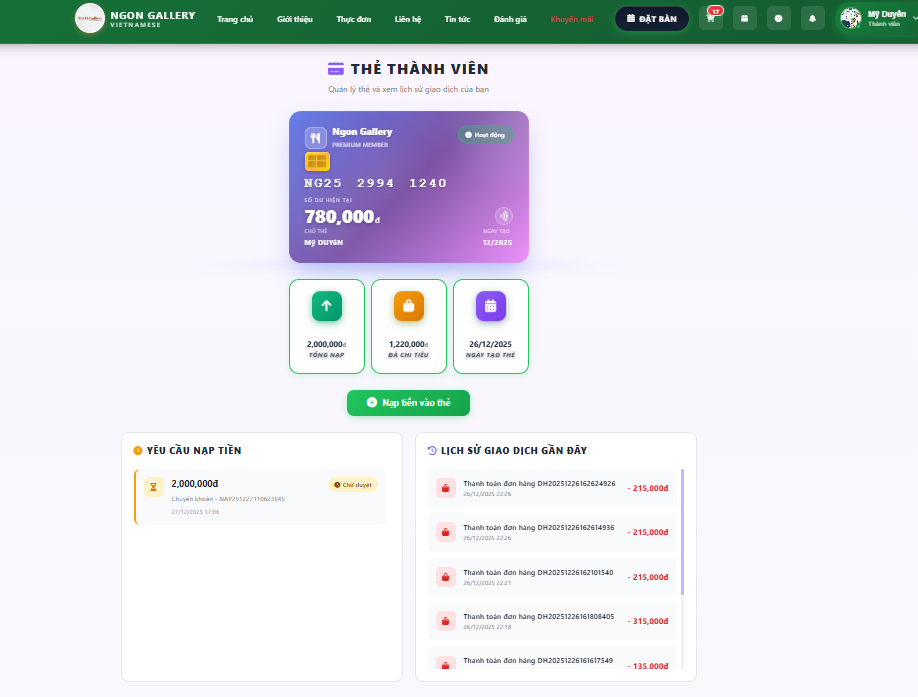 NGON GALLERY
VIETNAMESE
Trang chủ
Giới thiệu
Thực đơn
Liên hệ
Tin tức
Đánh giá
Khuyến mãi
ĐẶT BÀN
17
Mỹ Duyên
Thành viên
THẺ THÀNH VIÊN
Quản lý thẻ và xem lịch sử giao dịch của bạn
Ngon Gallery
PREMIUM MEMBER
Hoạt động
NG25 2994 1240
SỐ DƯ HIỆN TẠI
780,000đ
CHỦ THẺ
NGÀY TẠO
Mỹ DUYêN
12/2025
2,000,000đ
TỔNG NẠP
1,220,000đ
ĐÃ CHI TIÊU
26/12/2025
NGÀY TẠO THẺ
Nạp tiền vào thẻ
YÊU CẦU NẠP TIỀN
2,000,000đ
Chờ duyệt
Chuyển khoản - NAP251227110623545
27/12/2025 17:06
LỊCH SỬ GIAO DỊCH GẦN ĐÂY
Thanh toán đơn hàng DH20251226162624926
26/12/2025 22:26
- 215,000đ
Thanh toán đơn hàng DH20251226162614936
26/12/2025 22:26
- 215,000đ
Thanh toán đơn hàng DH20251226162101540
26/12/2025 22:21
- 215,000đ
Thanh toán đơn hàng DH20251226161808405
26/12/2025 22:18
- 315,000đ
Thanh toán đơn hàng DH20251226161617549
- 135,000đ